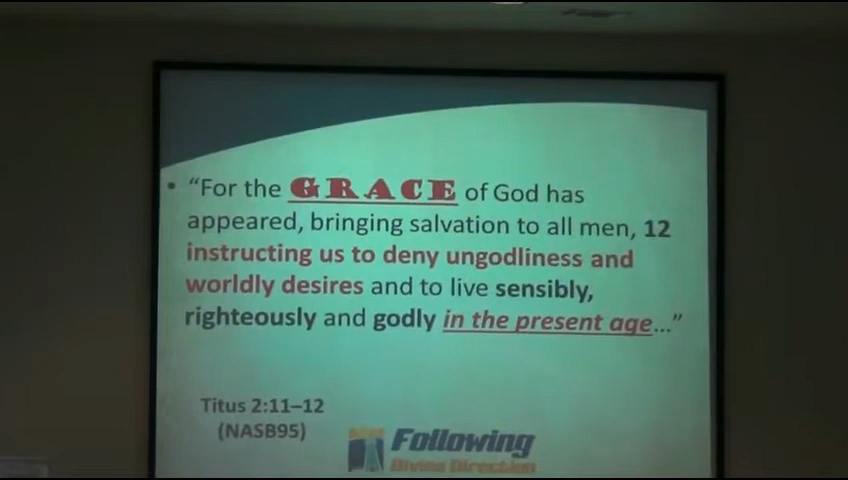 • “For the GRACE of God has
appeared, bringing salvation to all men, 12
instructing us to deny ungodliness and
worldly desires and to live sensibly,
righteously and godly in the present age…”
Titus 2:11–12
(NASB95)
Following
Divine Direction